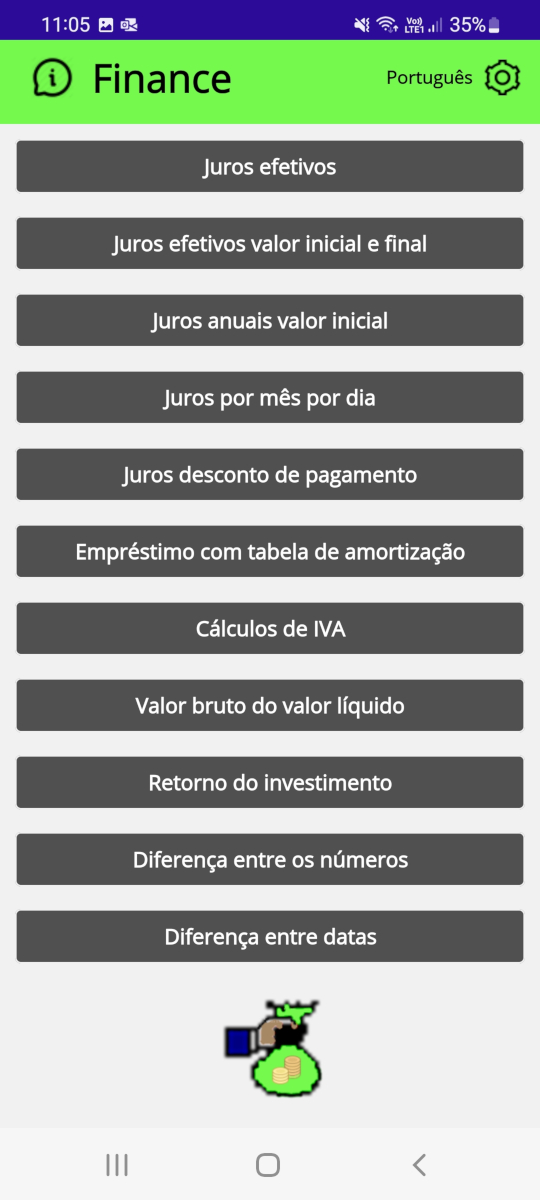 11:05
Vo)) LTE1 35%
Finance
Português
Juros efetivos
Juros efetivos valor inicial e final
Juros anuais valor inicial
Juros por mês por dia
Juros desconto de pagamento
Empréstimo com tabela de amortização
Cálculos de IVA
Valor bruto do valor líquido
Retorno do investimento
Diferença entre os números
Diferença entre datas